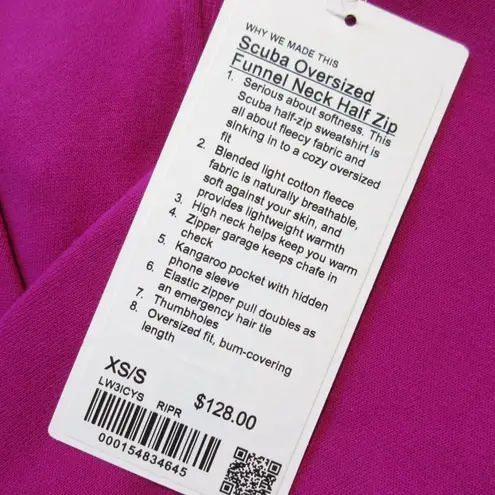 WHY WE MADE THIS
Scuba Oversized
Funnel Neck Half Zip
1. Serious about softness. This
Scuba half-zip sweatshirt is
all about fleecy fabric and
sinking in to a cozy oversized
fit
2. Blended light cotton fleece
fabric is naturally breathable,
soft against your skin, and
provides lightweight warmth
3. High neck helps keep you warm
4. Zipper garage keeps chafe in
check
5. Kangaroo pocket with hidden
phone sleeve
6. Elastic zipper pull doubles as
an emergency hair tie
7. Thumbholes
8. Oversized fit, bum-covering
length
XS/S
LW3ICYS RIPR $128.00
000154834645